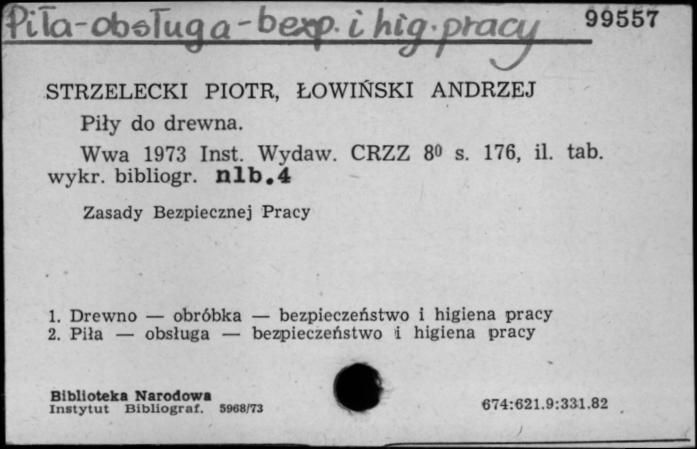 Piła-obsługa-bezp. i hig. pracy 99557
STRZELECKI PIOTR, ŁOWIŃSKI ANDRZEJ
Piły do drewna.
Wwa 1973 Inst. Wydaw. CRZZ 8⁰ s. 176, il. tab.
wykr. bibliogr. nlb.4
Zasady Bezpiecznej Pracy
1. Drewno — obróbka — bezpieczeństwo i higiena pracy
2. Piła — obsługa — bezpieczeństwo i higiena pracy
Biblioteka Narodowa
Instytut Bibliograf. 5968/73 674:621.9:331.82